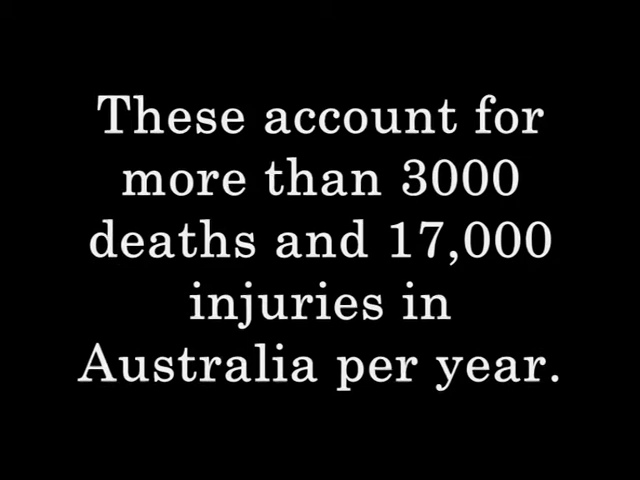 These account for
more than 3000
deaths and 17,000
injuries in
Australia per year.